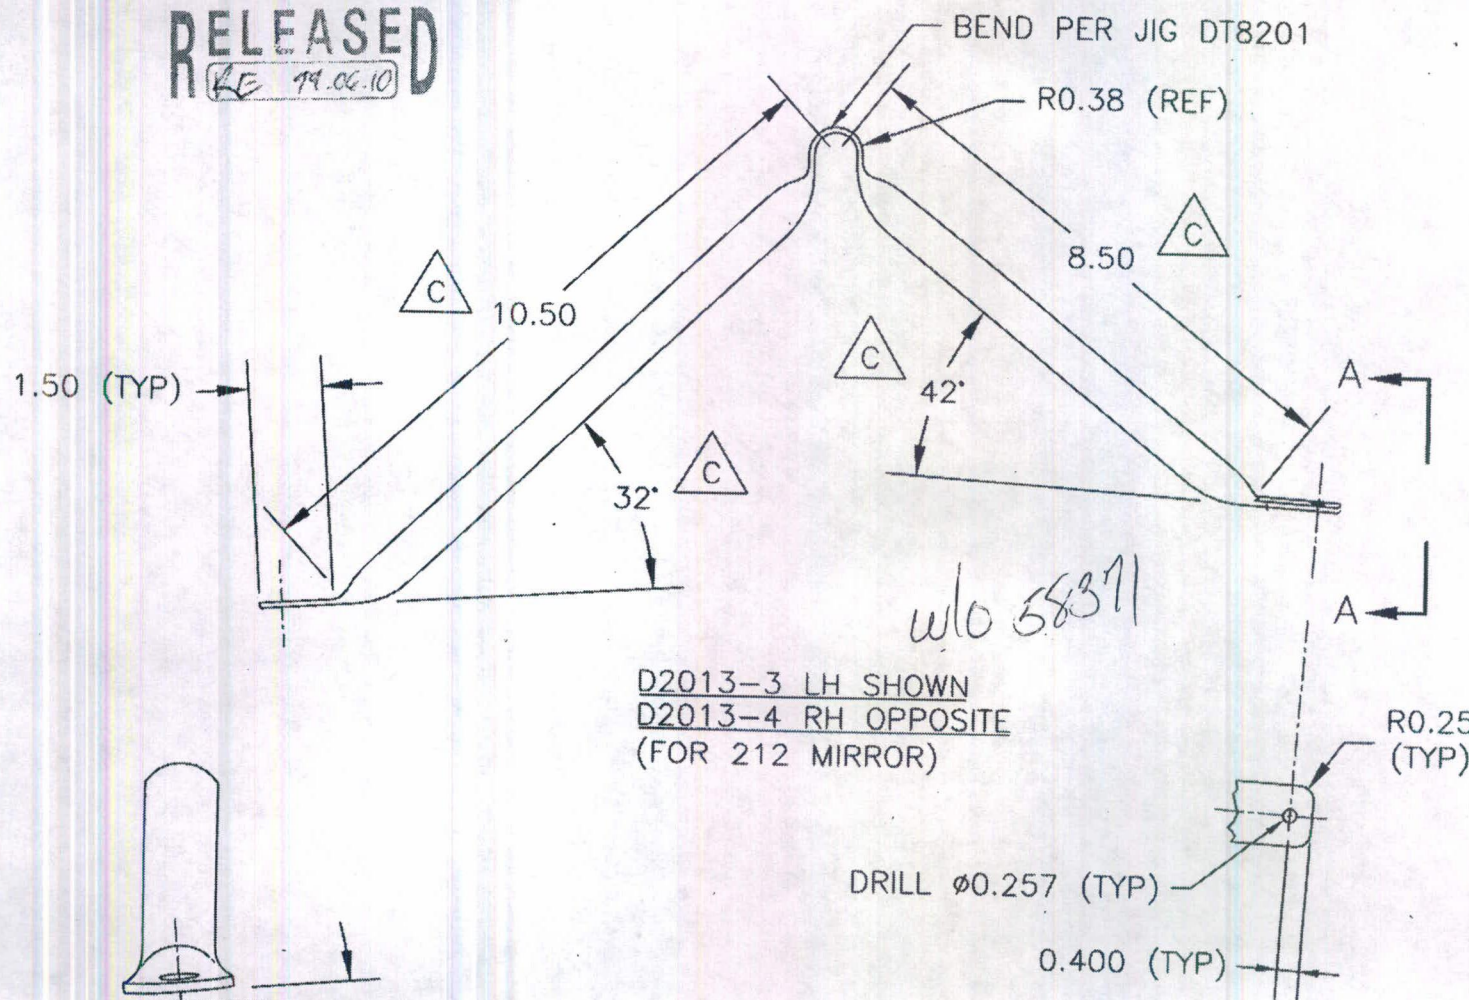 RELEASED
99.06.10
BEND PER JIG DT8201
R0.38 (REF)
C
8.50
C
10.50
C
1.50 (TYP)
A
42°
C
32°
A
w/o 58371
D2013-3 LH SHOWN
D2013-4 RH OPPOSITE
(FOR 212 MIRROR)
R0.25
(TYP)
DRILL ø0.257 (TYP)
0.400 (TYP)